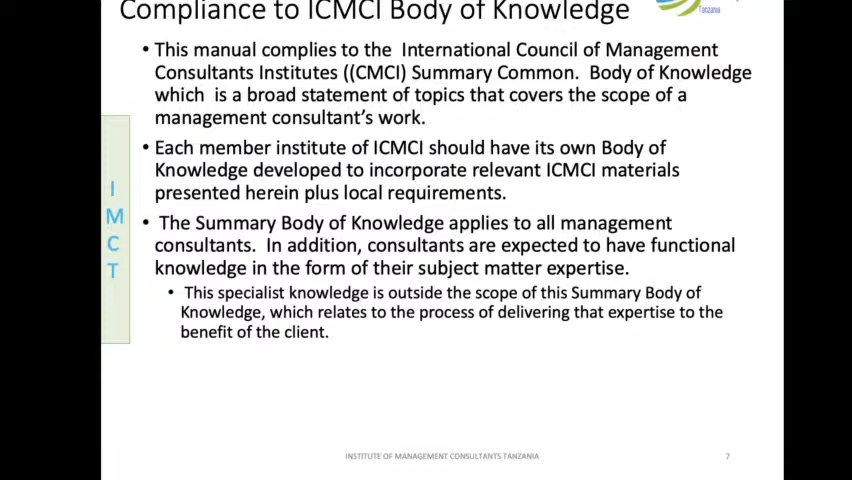 Compliance to ICMCI Body of Knowledge
Tanzania
• This manual complies to the International Council of Management
Consultants Institutes ((CMCI) Summary Common. Body of Knowledge
which is a broad statement of topics that covers the scope of a
management consultant's work.
• Each member institute of ICMCI should have its own Body of
Knowledge developed to incorporate relevant ICMCI materials
presented herein plus local requirements.
• The Summary Body of Knowledge applies to all management
consultants. In addition, consultants are expected to have functional
knowledge in the form of their subject matter expertise.
• This specialist knowledge is outside the scope of this Summary Body of
Knowledge, which relates to the process of delivering that expertise to the
benefit of the client.
I
M
C
T
INSTITUTE OF MANAGEMENT CONSULTANTS TANZANIA
7